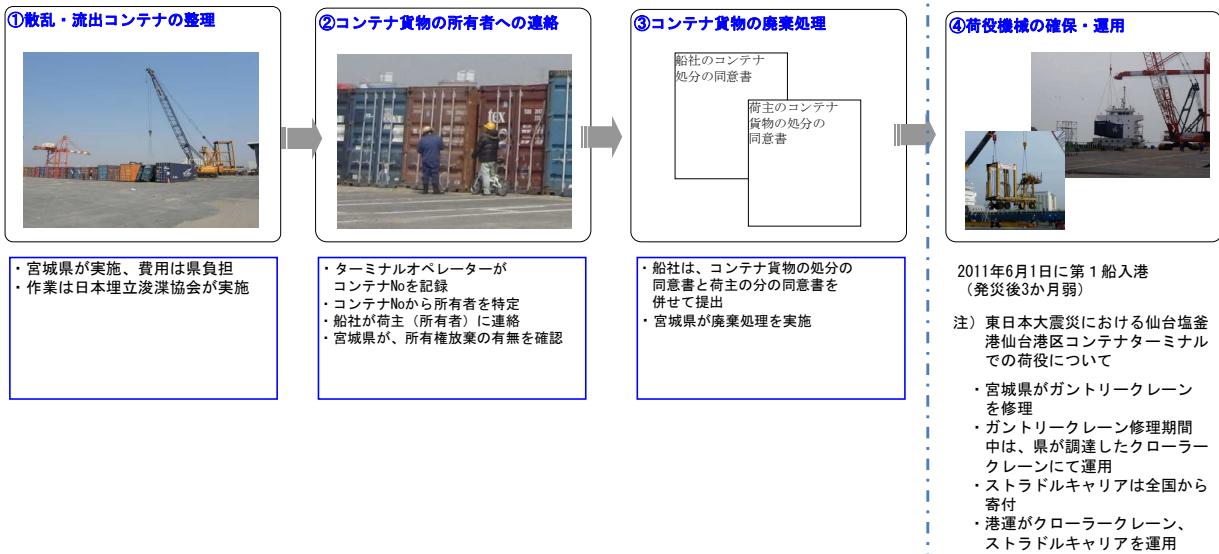 ①散乱・流出コンテナの整理
・宮城県が実施、費用は県負担
・作業は日本埋立浚渫協会が実施
②コンテナ貨物の所有者への連絡
tex
・ターミナルオペレーターが
コンテナNoを記録
・コンテナNoから所有者を特定
・船社が荷主（所有者）に連絡
・宮城県が、所有権放棄の有無を確認
③コンテナ貨物の廃棄処理
船社のコンテナ
処分の同意書
荷主のコンテナ
貨物の処分の
同意書
・船社は、コンテナ貨物の処分の
同意書と荷主の分の同意書を
併せて提出
・宮城県が廃棄処理を実施
④荷役機械の確保・運用
2011年6月1日に第１船入港
（発災後3か月弱）
注）東日本大震災における仙台塩釜
港仙台港区コンテナターミナル
での荷役について
・宮城県がガントリークレーン
を修理
・ガントリークレーン修理期間
中は、県が調達したクローラー
クレーンにて運用
・ストラドルキャリアは全国から
寄付
・港運がクローラークレーン、
ストラドルキャリアを運用